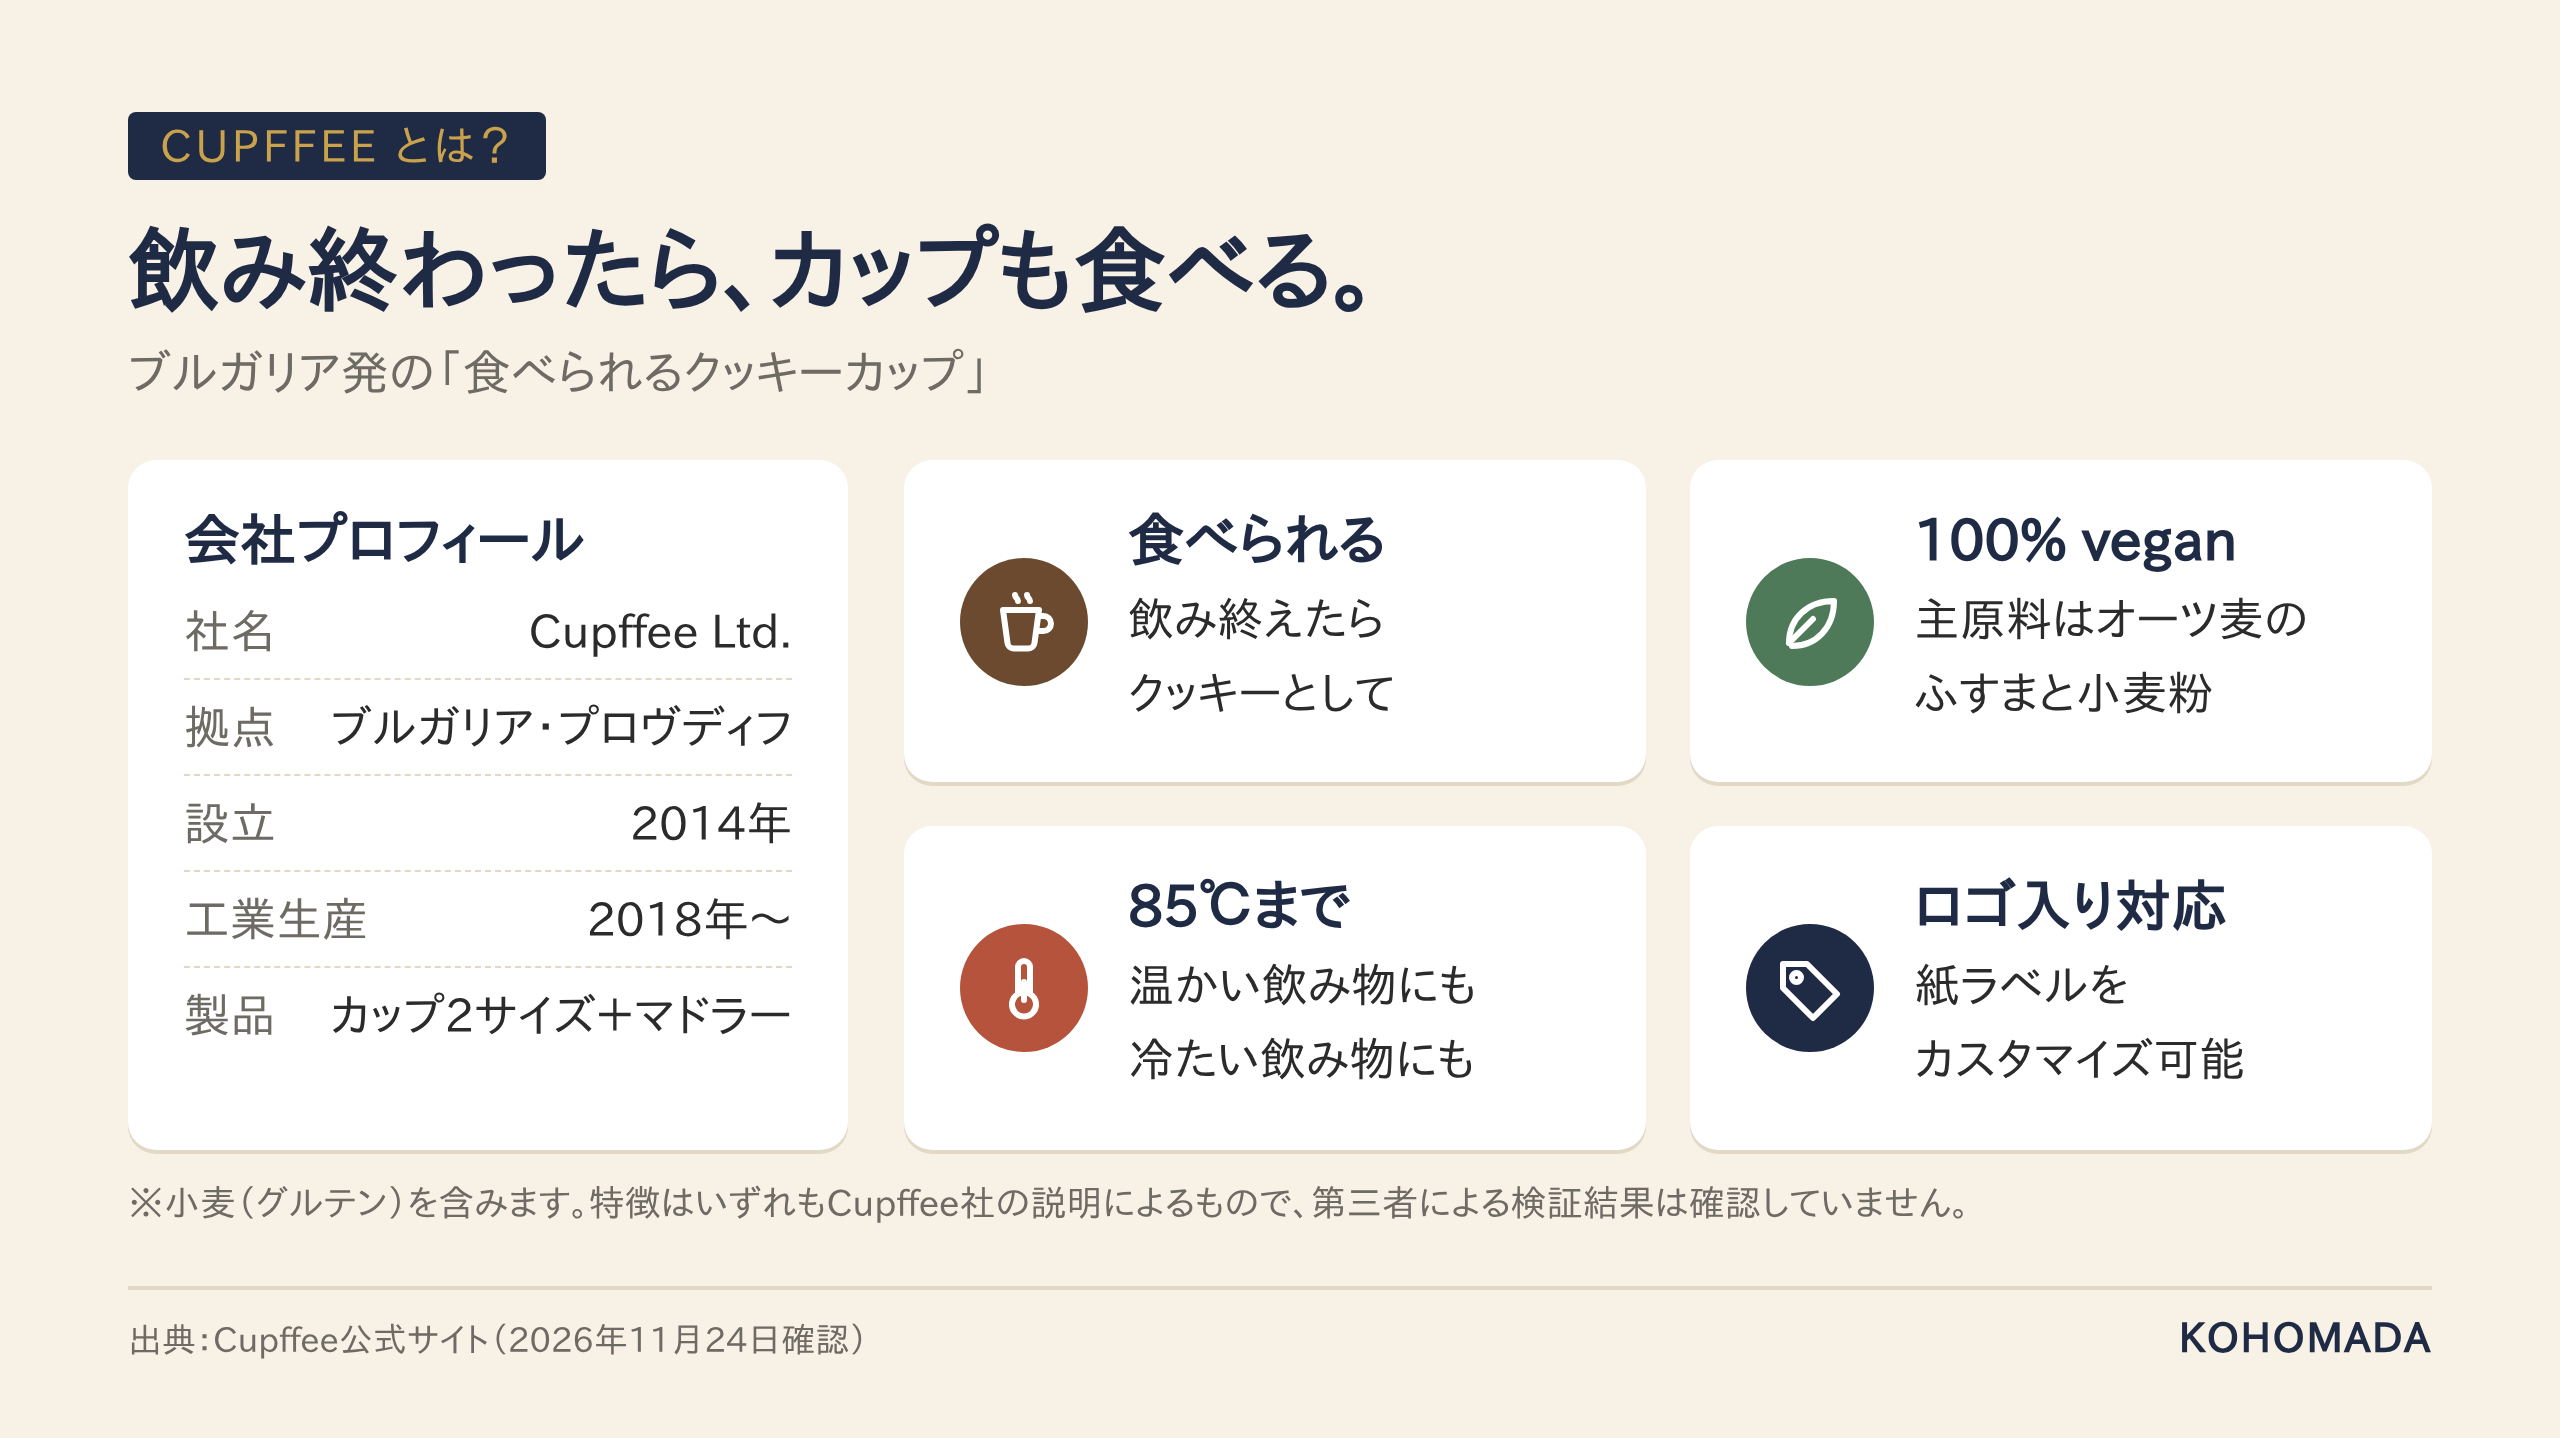 CUPFFEE とは？
飲み終わったら、カップも食べる。
ブルガリア発の「食べられるクッキーカップ」
会社プロフィール
社名 Cupffee Ltd.
拠点 ブルガリア・プロヴディフ
設立 2014年
工業生産 2018年〜
製品 カップ2サイズ＋マドラー
食べられる
飲み終えたら
クッキーとして
100% vegan
主原料はオーツ麦の
ふすまと小麦粉
85℃まで
温かい飲み物にも
冷たい飲み物にも
ロゴ入り対応
紙ラベルを
カスタマイズ可能
※小麦（グルテン）を含みます。特徴はいずれもCupffee社の説明によるもので、第三者による検証結果は確認していません。
出典：Cupffee公式サイト（2026年11月24日確認）
KOHOMADA